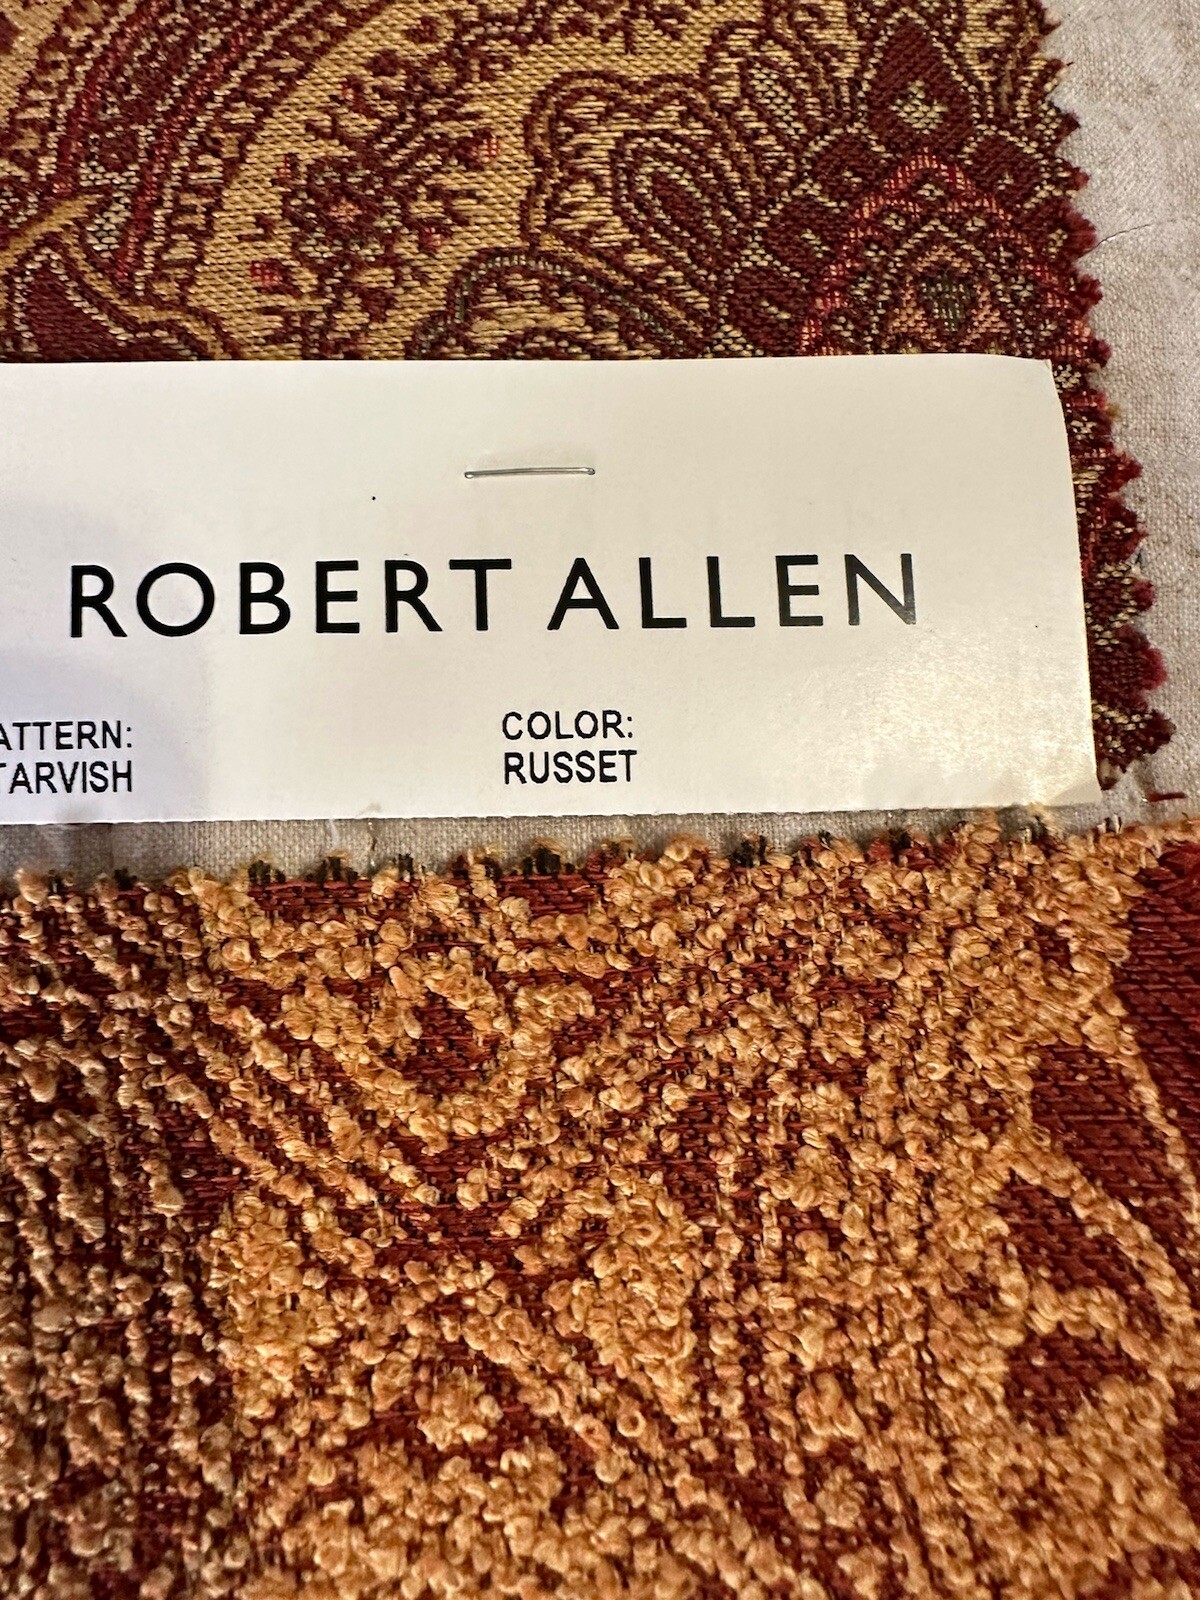 ROBERT ALLEN
ATTERN:
TARVISH
COLOR:
RUSSET